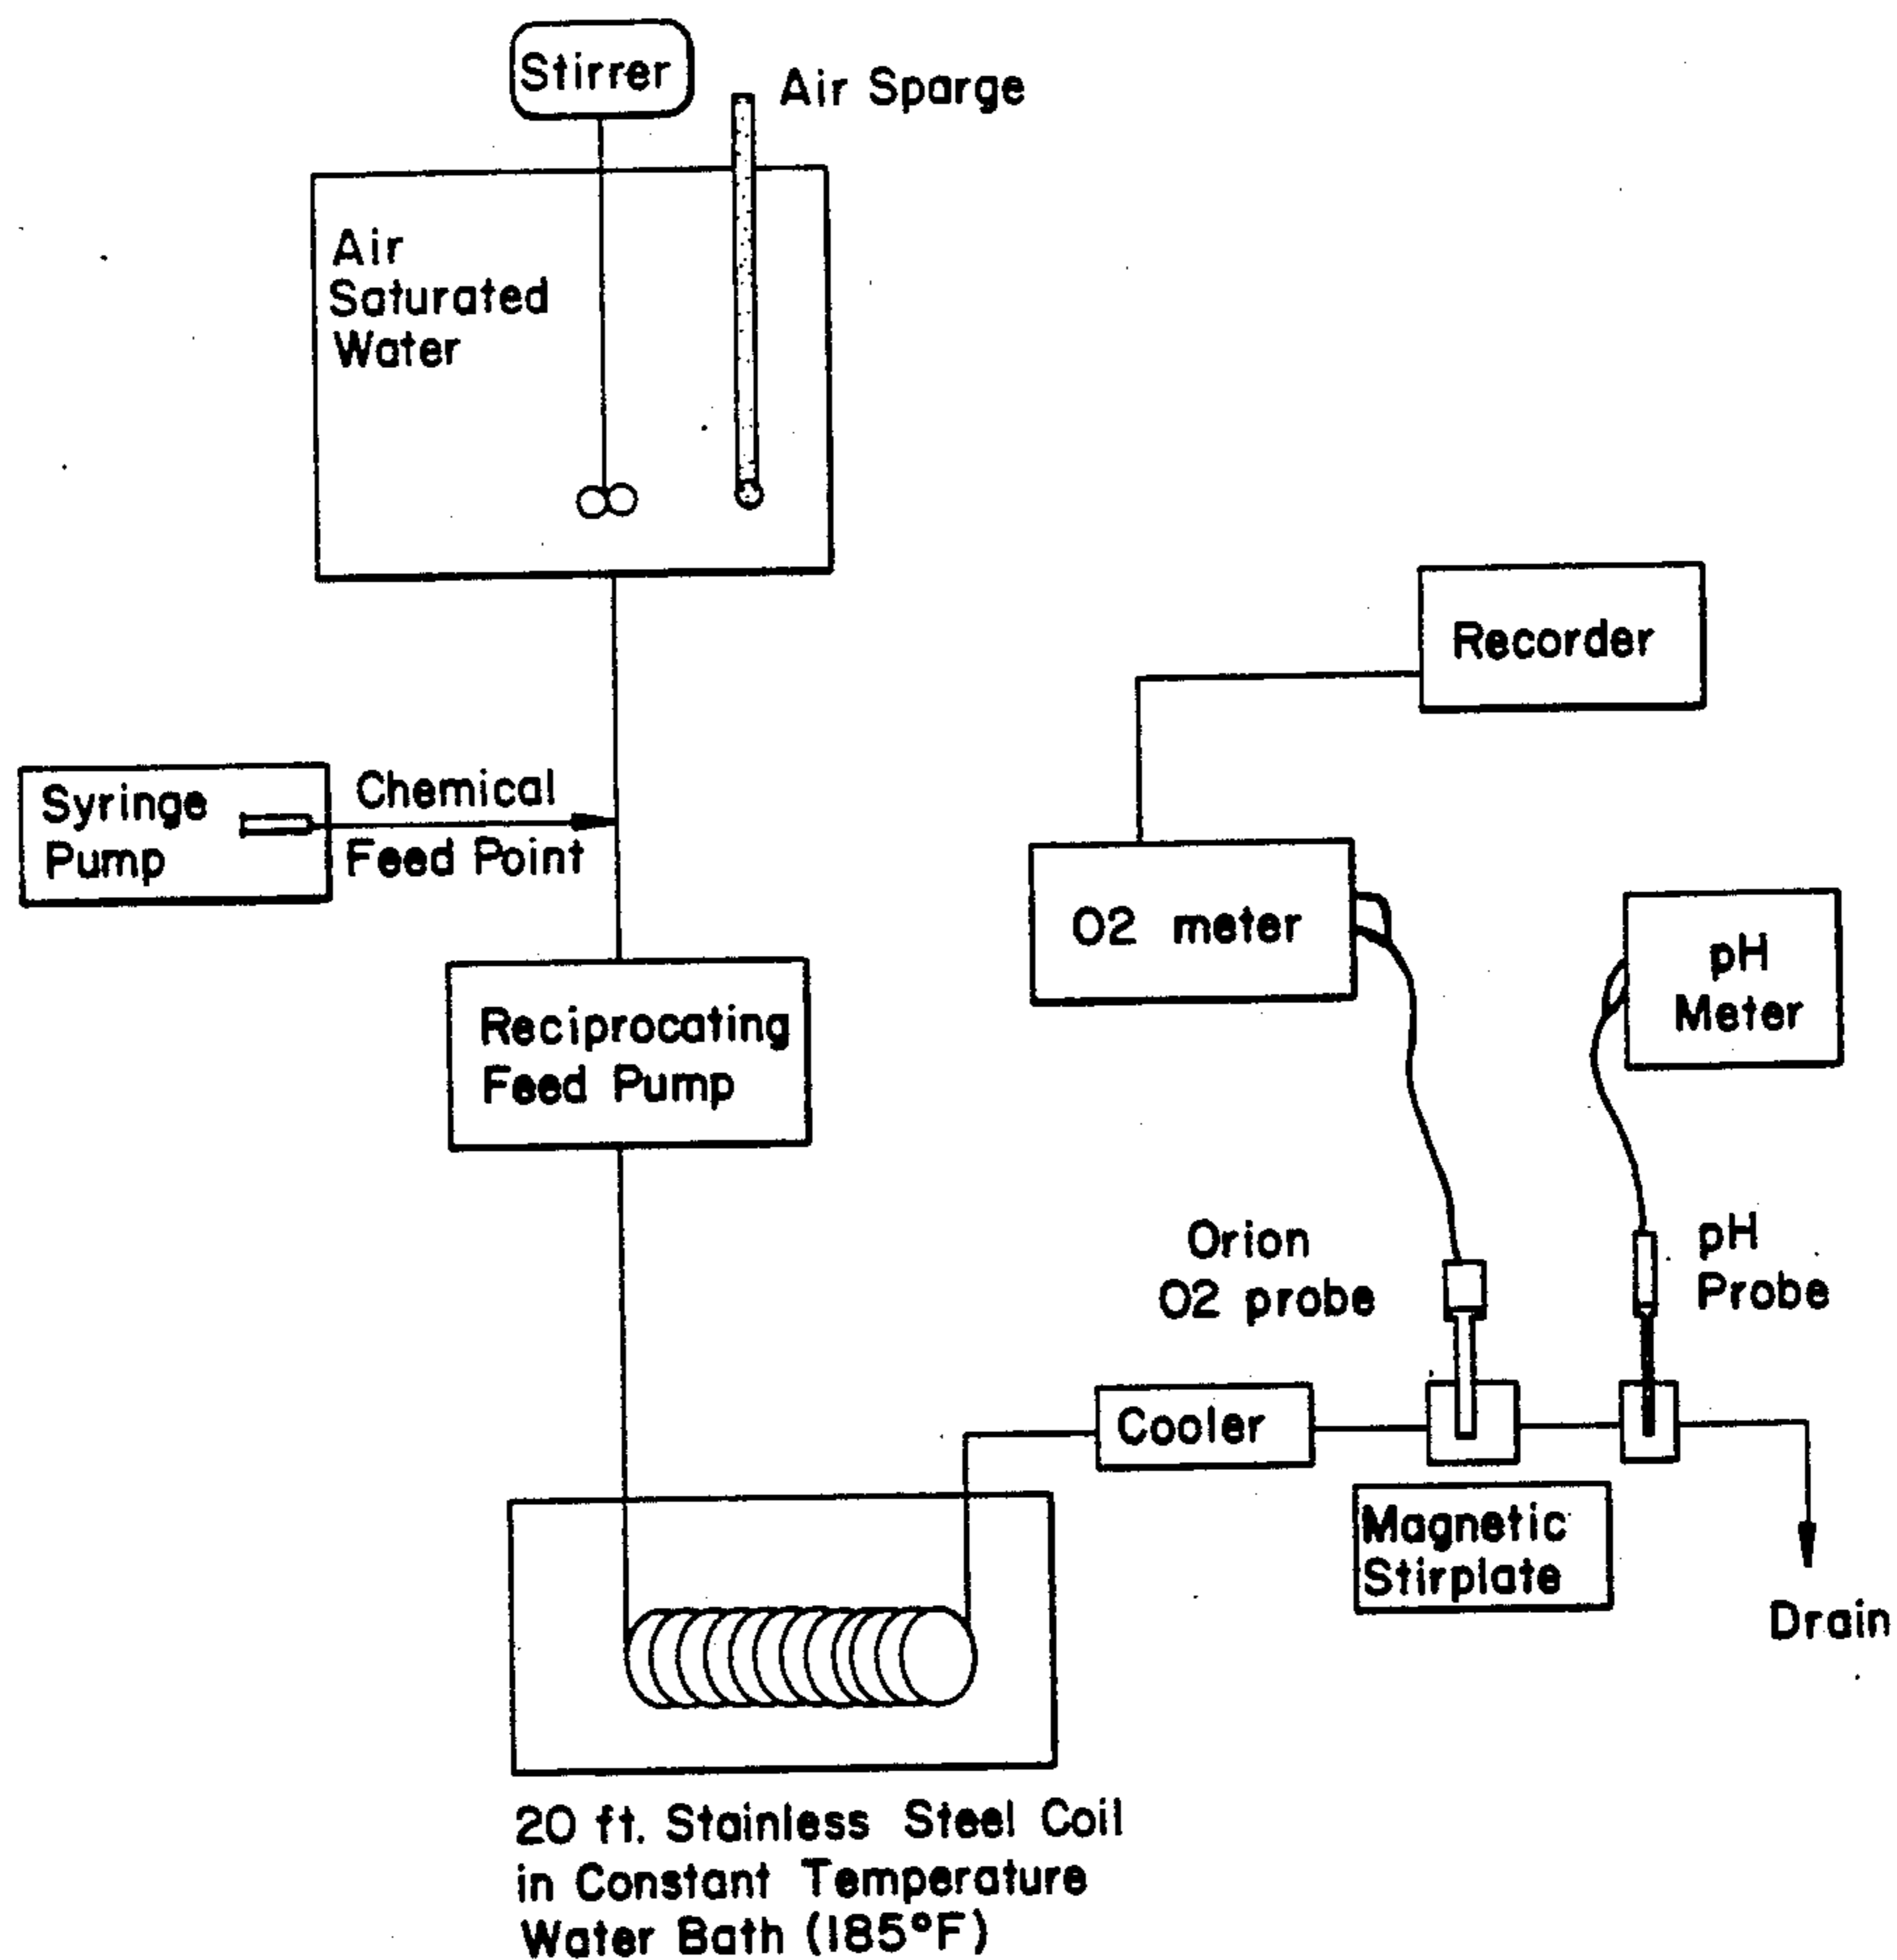 Stirrer
Air Sparge
Air
Saturated
Water
Recorder
Syringe
Pump
Chemical
Feed Point
O2 meter
pH
Meter
Reciprocating
Feed Pump
Orion
O2 probe
pH
Probe
Cooler
Magnetic
Stirplate
Drain
20 ft. Stainless Steel Coil
in Constant Temperature
Water Bath (185°F)